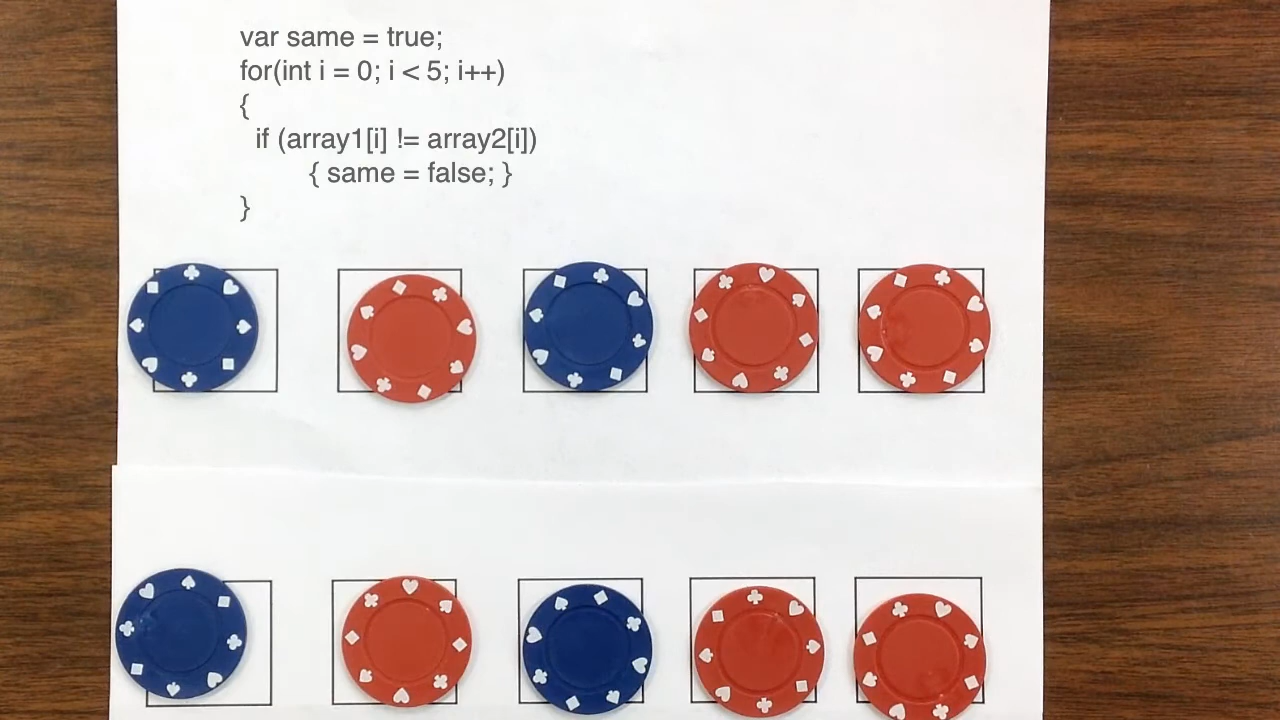 var same = true;
for(int i = 0; i < 5; i++)
{
if (array1[i] != array2[i])
{ same = false; }
}